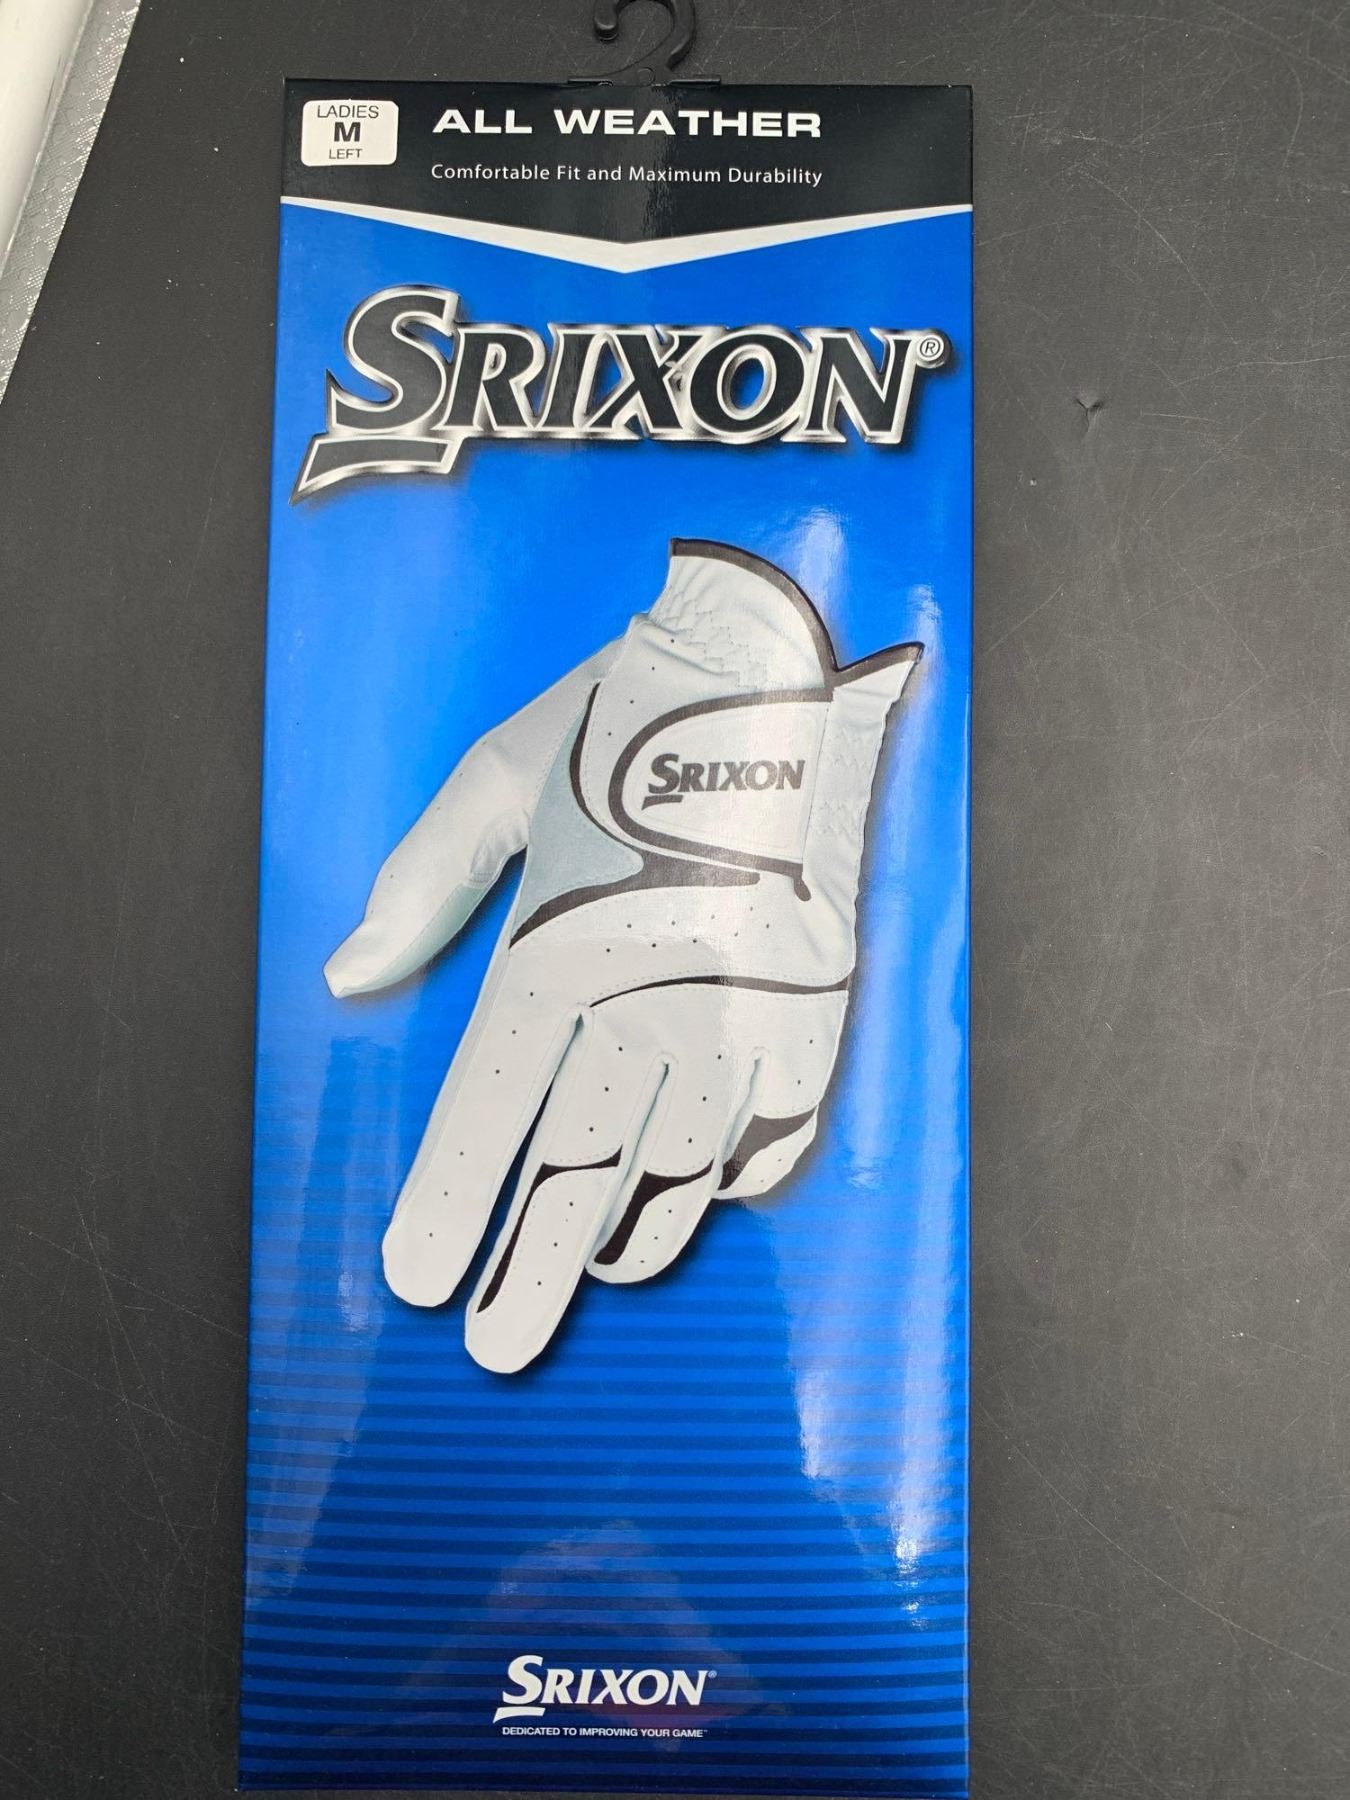 LADIES
M
LEFT
ALL WEATHER
Comfortable Fit and Maximum Durability
SRIXON®
SRIXON
SRIXON®
DEDICATED TO IMPROVING YOUR GAME™